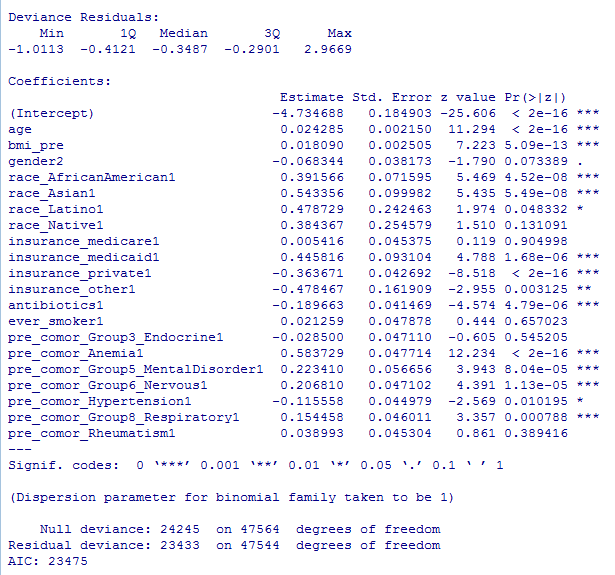 Deviance Residuals:
Min 1Q Median 3Q Max
-1.0113 -0.4121 -0.3487 -0.2901 2.9669
Coefficients:
Estimate Std. Error z value Pr(>|z|)
(Intercept) -4.734688 0.184903 -25.606 < 2e-16 ***
age 0.024285 0.002150 11.294 < 2e-16 ***
bmi_pre 0.018090 0.002505 7.223 5.09e-13 ***
gender2 -0.068344 0.038173 -1.790 0.073389 .
race_AfricanAmerican1 0.391566 0.071595 5.469 4.52e-08 ***
race_Asian1 0.543356 0.099982 5.435 5.49e-08 ***
race_Latino1 0.478729 0.242463 1.974 0.048332 *
race_Native1 0.384367 0.254579 1.510 0.131091
insurance_medicare1 0.005416 0.045375 0.119 0.904998
insurance_medicaid1 0.445816 0.093104 4.788 1.68e-06 ***
insurance_private1 -0.363671 0.042692 -8.518 < 2e-16 ***
insurance_other1 -0.478467 0.161909 -2.955 0.003125 **
antibiotics1 -0.189663 0.041469 -4.574 4.79e-06 ***
ever_smoker1 0.021259 0.047878 0.444 0.657023
pre_comor_Group3_Endocrine1 -0.028500 0.047110 -0.605 0.545205
pre_comor_Anemia1 0.583729 0.047714 12.234 < 2e-16 ***
pre_comor_Group5_MentalDisorder1 0.223410 0.056656 3.943 8.04e-05 ***
pre_comor_Group6_Nervous1 0.206810 0.047102 4.391 1.13e-05 ***
pre_comor_Hypertension1 -0.115558 0.044979 -2.569 0.010195 *
pre_comor_Group8_Respiratory1 0.154458 0.046011 3.357 0.000788 ***
pre_comor_Rheumatism1 0.038993 0.045304 0.861 0.389416
---
Signif. codes: 0 ‘***’ 0.001 ‘**’ 0.01 ‘*’ 0.05 ‘.’ 0.1 ‘ ’ 1
(Dispersion parameter for binomial family taken to be 1)
Null deviance: 24245 on 47564 degrees of freedom
Residual deviance: 23433 on 47544 degrees of freedom
AIC: 23475